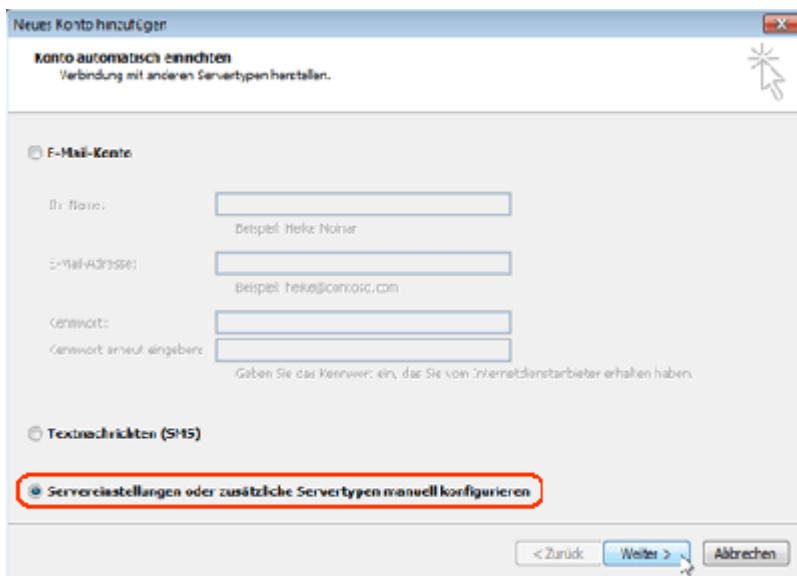 Neues Konto hinzufügen
Konto automatisch einrichten
Verbindung mit anderen Servertypen herstellen.
E-Mail-Konto
Ihr Name:
Beispiel: Heike Molnar
E-Mail-Adresse:
Beispiel: heike@contoso.com
Kennwort:
Kennwort erneut eingeben:
Geben Sie das Kennwort ein, das Sie vom Internetdienstanbieter erhalten haben.
Textnachrichten (SMS)
Servereinstellungen oder zusätzliche Servertypen manuell konfigurieren
< Zurück Weiter > Abbrechen